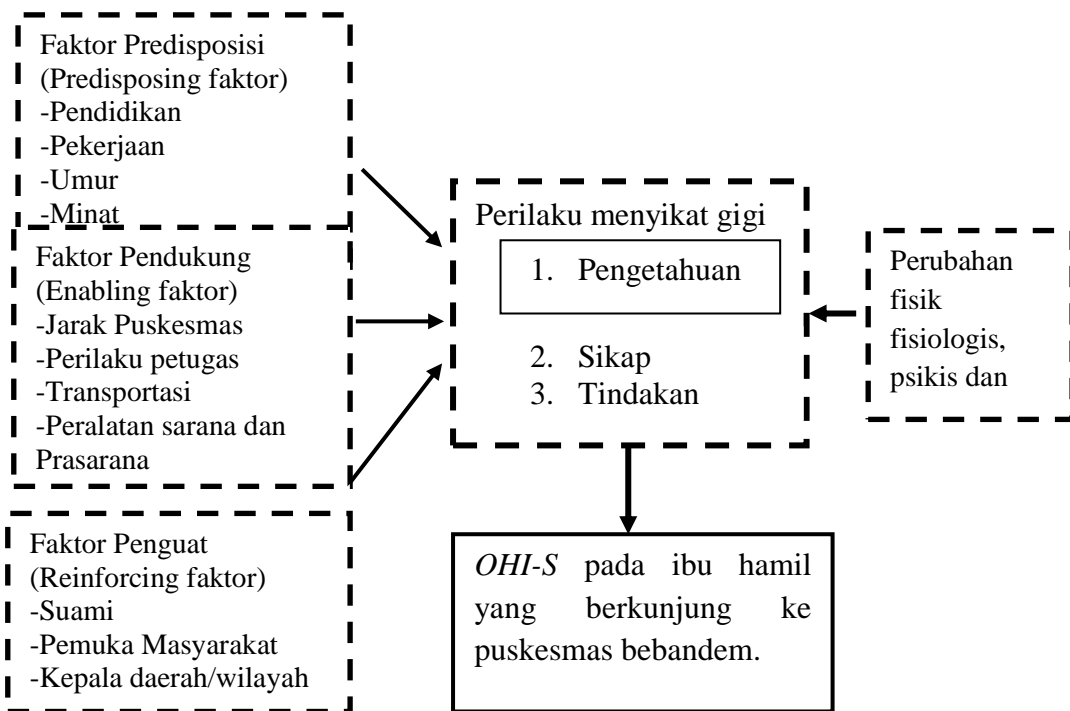 Faktor Predisposisi
(Predisposing faktor)
-Pendidikan
-Pekerjaan
-Umur
-Minat
Faktor Pendukung
(Enabling faktor)
-Jarak Puskesmas
-Perilaku petugas
-Transportasi
-Peralatan sarana dan
Prasarana
Faktor Penguat
(Reinforcing faktor)
-Suami
-Pemuka Masyarakat
-Kepala daerah/wilayah
Perilaku menyikat gigi
1. Pengetahuan
2. Sikap
3. Tindakan
OHI-S pada ibu hamil
yang berkunjung ke
puskesmas bebandem.
Perubahan
fisik
fisiologis,
psikis dan